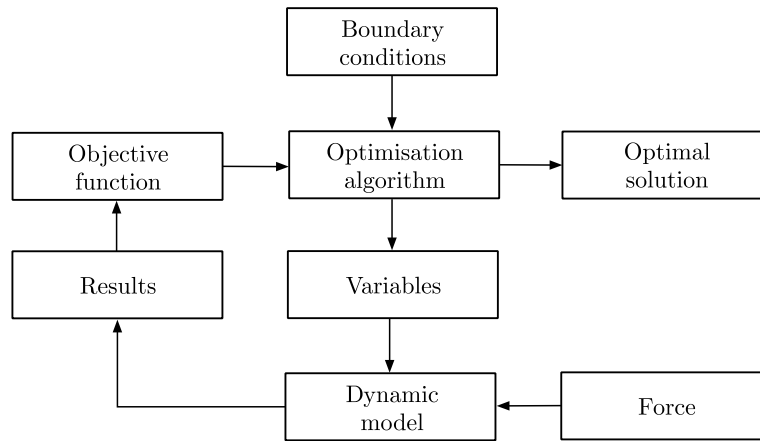 Boundary
conditions
Objective
function
Optimisation
algorithm
Optimal
solution
Results
Variables
Dynamic
model
Force